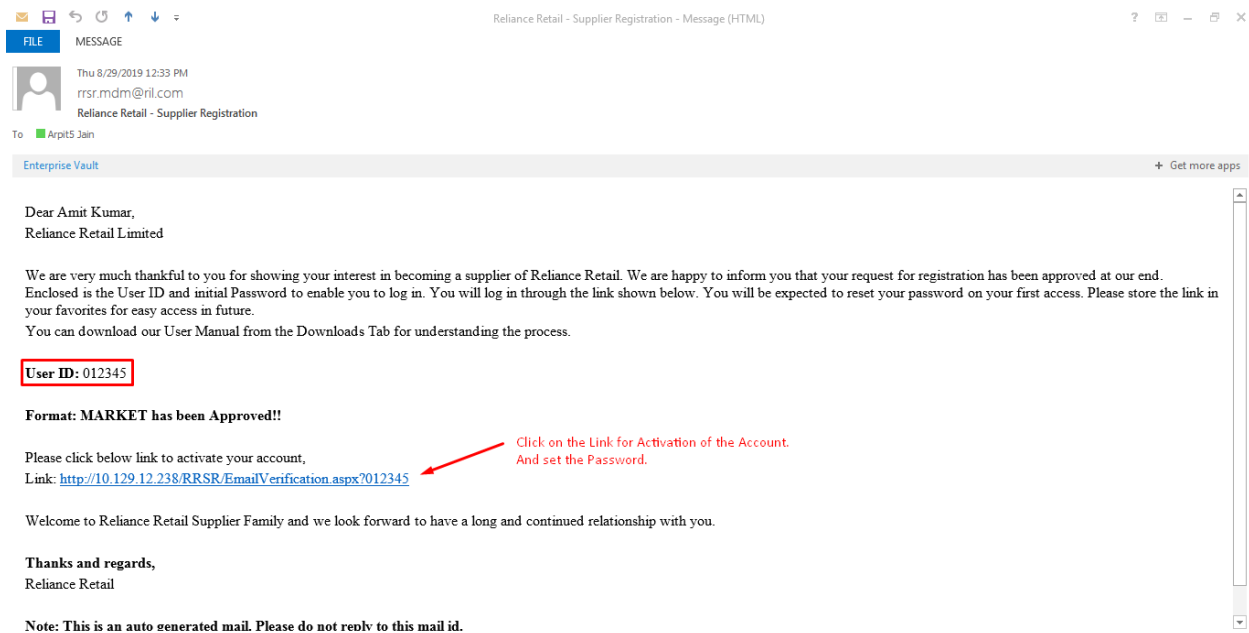 Reliance Retail - Supplier Registration - Message (HTML)
?
FILE MESSAGE
Thu 8/29/2019 12:33 PM
rrsr.mdm@ril.com
Reliance Retail - Supplier Registration
To Arpit5 Jain
Enterprise Vault + Get more apps
Dear Amit Kumar,
Reliance Retail Limited
We are very much thankful to you for showing your interest in becoming a supplier of Reliance Retail. We are happy to inform you that your request for registration has been approved at our end.
Enclosed is the User ID and initial Password to enable you to log in. You will log in through the link shown below. You will be expected to reset your password on your first access. Please store the link in
your favorites for easy access in future.
You can download our User Manual from the Downloads Tab for understanding the process.
User ID: 012345
Format: MARKET has been Approved!!
Click on the Link for Activation of the Account.
And set the Password.
Please click below link to activate your account,
Link: http://10.129.12.238/RRSR/EmailVerification.aspx?012345
Welcome to Reliance Retail Supplier Family and we look forward to have a long and continued relationship with you.
Thanks and regards,
Reliance Retail
Note: This is an auto generated mail. Please do not reply to this mail id.